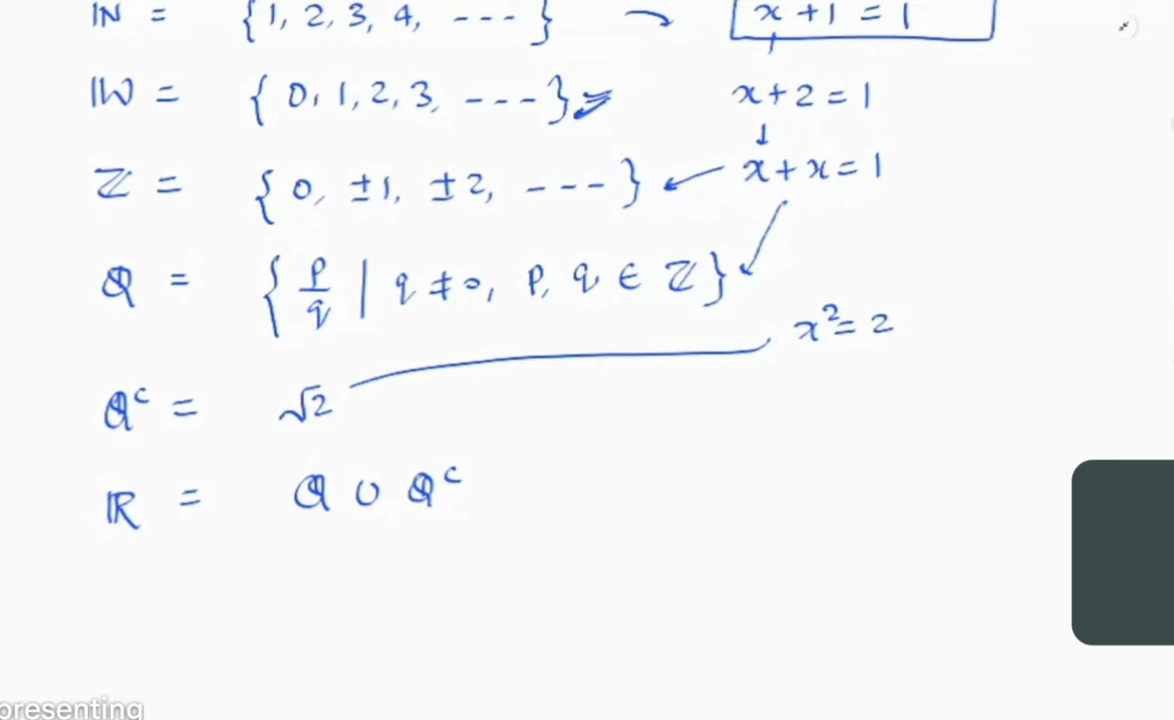 ℕ = {1, 2, 3, 4, ---} → x + 1 = 1
𝕎 = {0, 1, 2, 3, ---} x + 2 = 1
ℤ = {0, ±1, ±2, ---} ← x + x = 1
ℚ = {p/q | q ≠ 0, p, q ∈ ℤ}
x² = 2
ℚᶜ = √2
ℝ = ℚ ∪ ℚᶜ
presenting